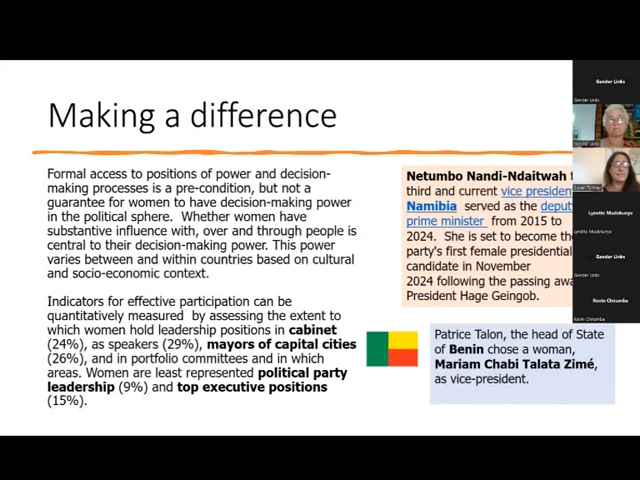 Making a difference
Formal access to positions of power and decision-
making processes is a pre-condition, but not a
guarantee for women to have decision-making power
in the political sphere. Whether women have
substantive influence with, over and through people is
central to their decision-making power. This power
varies between and within countries based on cultural
and socio-economic context.
Indicators for effective participation can be
quantitatively measured by assessing the extent to
which women hold leadership positions in cabinet
(24%), as speakers (29%), mayors of capital cities
(26%), and in portfolio committees and in which
areas. Women are least represented political party
leadership (9%) and top executive positions
(15%).
Netumbo Nandi-Ndaitwah
third and current vice president
Namibia served as the deputy
prime minister from 2015 to
2024. She is set to become the
party's first female presidential
candidate in November
2024 following the passing
President Hage Geingob.
Patrice Talon, the head of State
of Benin chose a woman,
Mariam Chabi Talata Zimé,
as vice-president.
Gender Links
Gender Links
Gender Links
Susan Tolmay
Lynette Mudekunye
Lynette Mudekunye
Gender Links
Gender Links
Kevin Chiramba
Kevin Chiramba